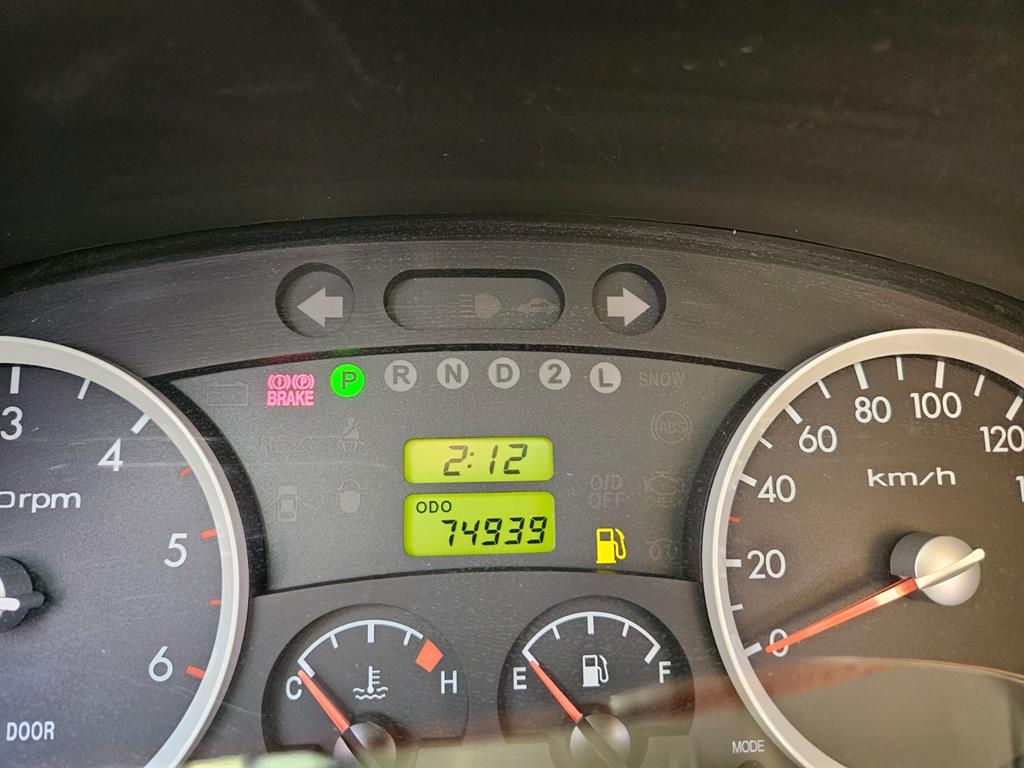 BRAKE
P R N D 2 L
SNOW
ABS
2:12
ODO
74939
O/D
OFF
3
4
5
6
rpm
DOOR
C H
E F
0
20
40
60
80
100
120
km/h
MODE